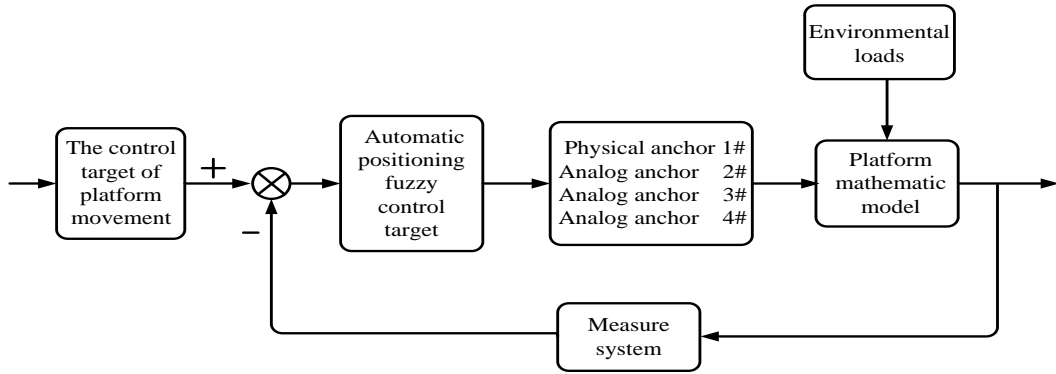 Environmental
loads
The control
target of
platform
movement
+
−
Automatic
positioning
fuzzy
control
target
Physical anchor 1#
Analog anchor 2#
Analog anchor 3#
Analog anchor 4#
Platform
mathematic
model
Measure
system